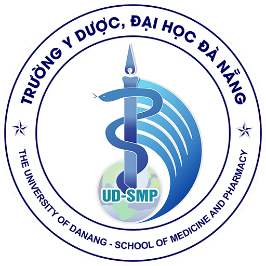 TRƯỜNG Y DƯỢC, ĐẠI HỌC ĐÀ NẴNG
UD-SMP
THE UNIVERSITY OF DANANG - SCHOOL OF MEDICINE AND PHARMACY